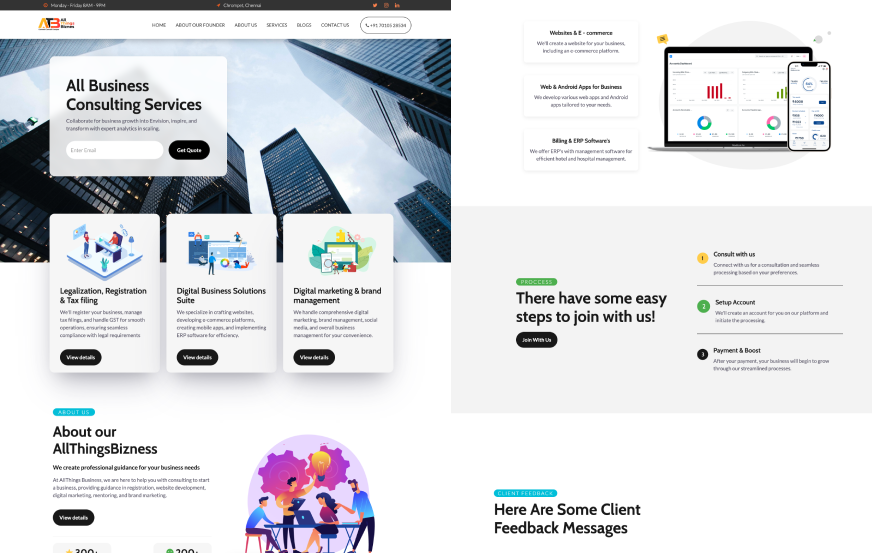 Monday - Friday 8AM - 9PM
Chrompet, Chennai
ATB All Things Bizness
HOME
ABOUT OUR FOUNDER
ABOUT US
SERVICES
BLOGS
CONTACT US
All Business
Consulting Services
Collaborate for business growth into Envision, inspire, and
transform with expert analytics in scaling.
Enter Email
Get Quote
Legalization, Registration
& Tax filing
We'll register your business, manage
tax filings, and handle GST for smooth
operations, ensuring seamless
compliance with legal requirements
View details
Digital Business Solutions
Suite
We specialize in crafting websites,
developing e-commerce platforms,
creating mobile apps, and implementing
ERP software for efficiency.
View details
Digital marketing & brand
management
We handle comprehensive digital
marketing, brand management, social
media, and overall business
management for your convenience.
View details
ABOUT US
About our
AllThingsBizness
We create professional guidance for your business needs
At AllThings Business, we are here to help you with consulting to start
a business, providing guidance in registration, website development,
digital marketing, mentoring, and brand marketing.
View details
300+
200+
Websites & E - commerce
We'll create a website for your business,
including an e-commerce platform.
Web & Android Apps for Business
We develop various web apps and Android
apps tailored to your needs.
Billing & ERP Software's
We offer ERP's with management software for
efficient hotel and hospital management.
PROCCESS
There have some easy
steps to join with us!
Join With Us
1
Consult with us
Connect with us for a consultation and seamless
processing based on your preferences.
2
Setup Account
We'll create an account for you on our platform and
initiate the processing.
3
Payment & Boost
After your payment, your business will begin to grow
through our streamlined processes.
CLIENT FEEDBACK
Here Are Some Client
Feedback Messages